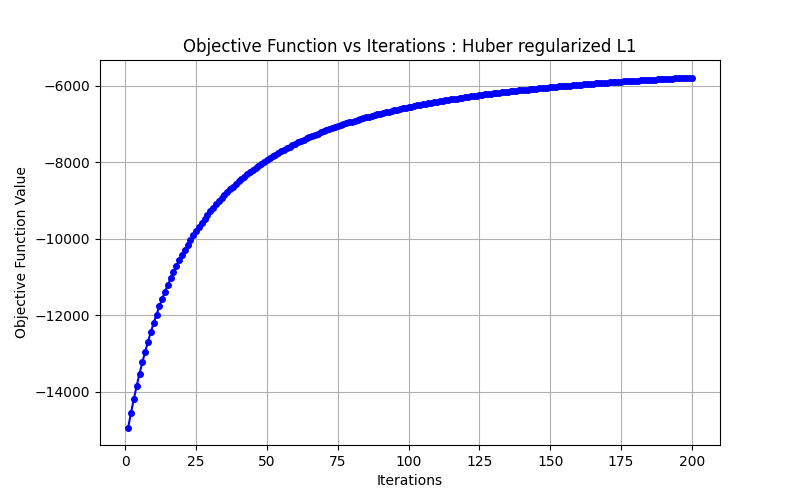 Objective Function vs Iterations : Huber regularized L1
−6000
−8000
−10000
−12000
−14000
Objective Function Value
0 25 50 75 100 125 150 175 200
Iterations